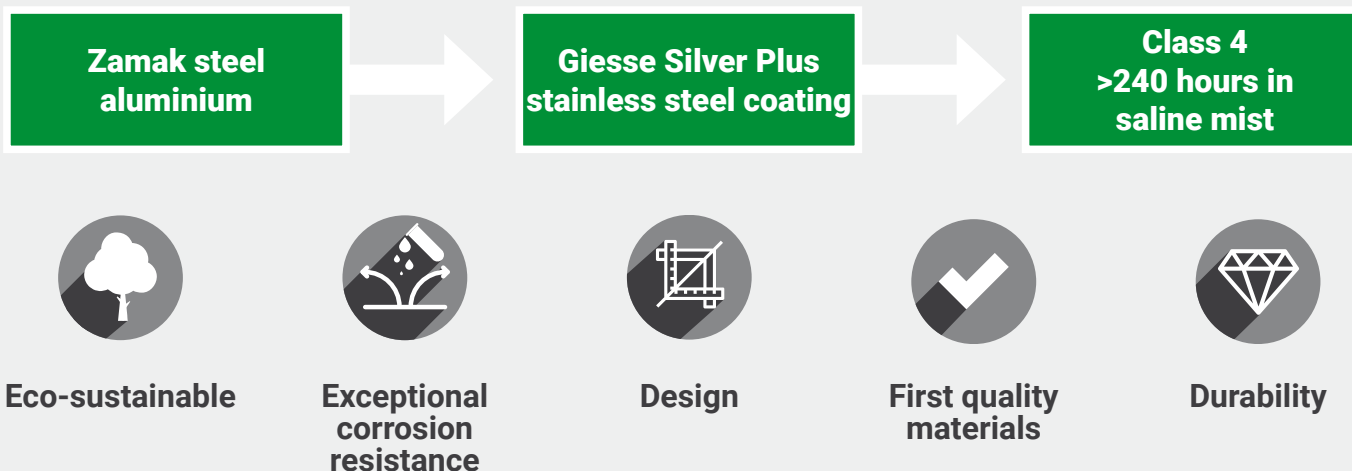 Zamak steel
aluminium
Giesse Silver Plus
stainless steel coating
Class 4
>240 hours in
saline mist
Eco-sustainable
Exceptional
corrosion
resistance
Design
First quality
materials
Durability